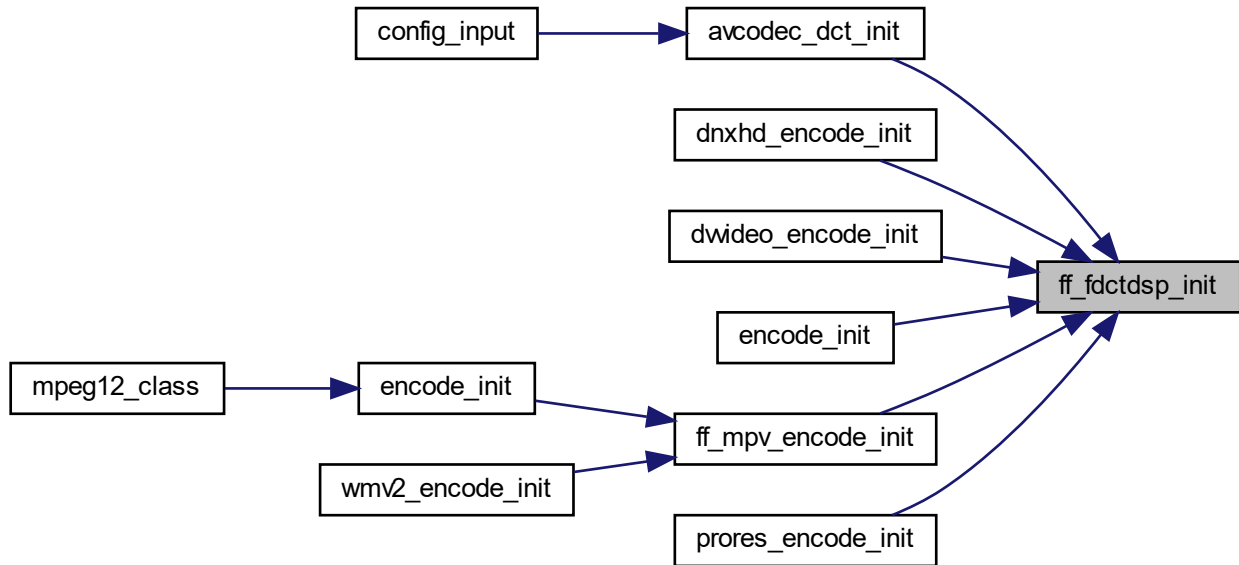 config_input
avcodec_dct_init
dnxhd_encode_init
dvvideo_encode_init
ff_fdctdsp_init
encode_init
mpeg12_class
encode_init
ff_mpv_encode_init
wmv2_encode_init
prores_encode_init